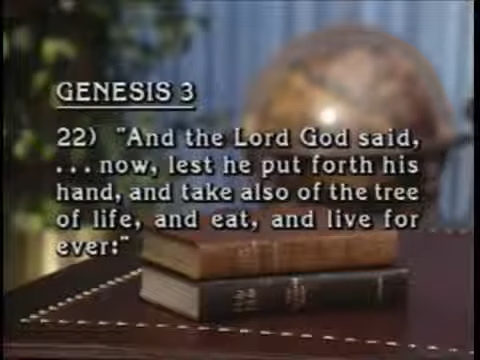 GENESIS 3
22) "And the Lord God said,
...now, lest he put forth his
hand, and take also of the tree
of life, and eat, and live for
ever:"